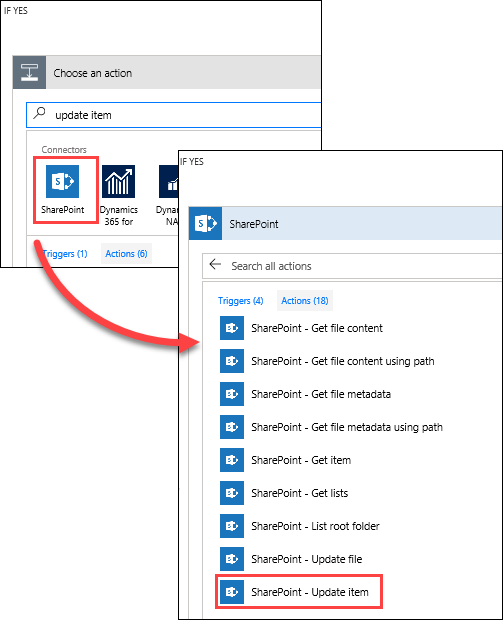 IF YES
Choose an action
update item
Connectors
SharePoint
Dynamics
365 for
Dyna
NA
Triggers (1) Actions (6)
IF YES
SharePoint
Search all actions
Triggers (4) Actions (18)
SharePoint - Get file content
SharePoint - Get file content using path
SharePoint - Get file metadata
SharePoint - Get file metadata using path
SharePoint - Get item
SharePoint - Get lists
SharePoint - List root folder
SharePoint - Update file
SharePoint - Update item